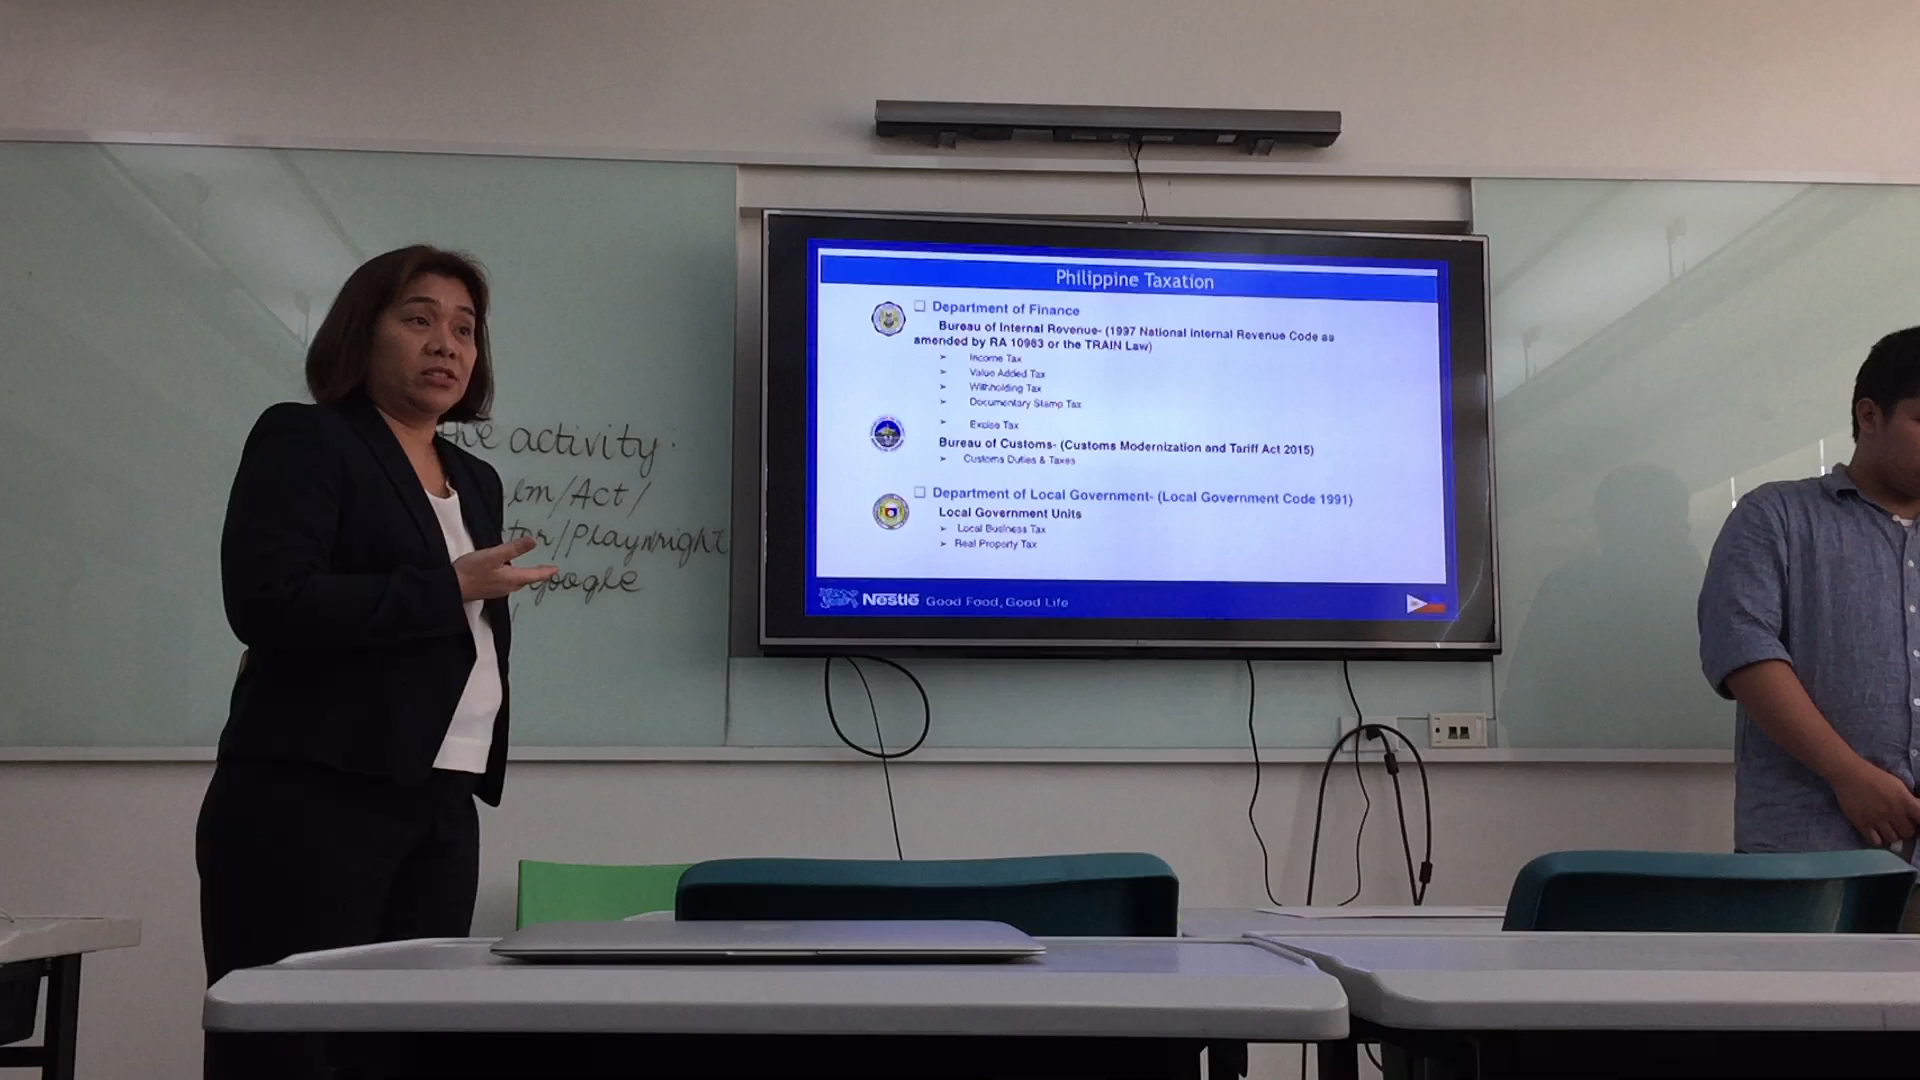 Philippine Taxation
Department of Finance
Bureau of Internal Revenue- (1997 National Internal Revenue Code as
amended by RA 10963 or the TRAIN Law)
Income Tax
Value Added Tax
Withholding Tax
Documentary Stamp Tax
Excise Tax
Bureau of Customs- (Customs Modernization and Tariff Act 2015)
Customs Duties & Taxes
Department of Local Government- (Local Government Code 1991)
Local Government Units
Local Business Tax
Real Property Tax
Nestlé Good Food, Good Life
the activity.
/Act/
/Playwright
Google